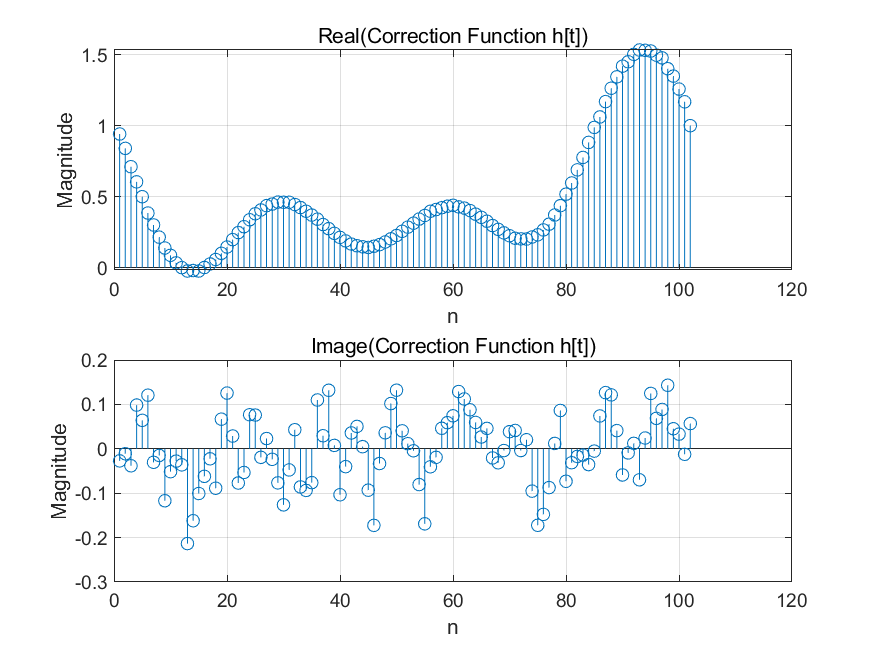 Real(Correction Function h[t])
1.5
1
0.5
0
Magnitude
0 20 40 60 80 100 120
n
Image(Correction Function h[t])
0.2
0.1
0
-0.1
-0.2
-0.3
Magnitude
0 20 40 60 80 100 120
n